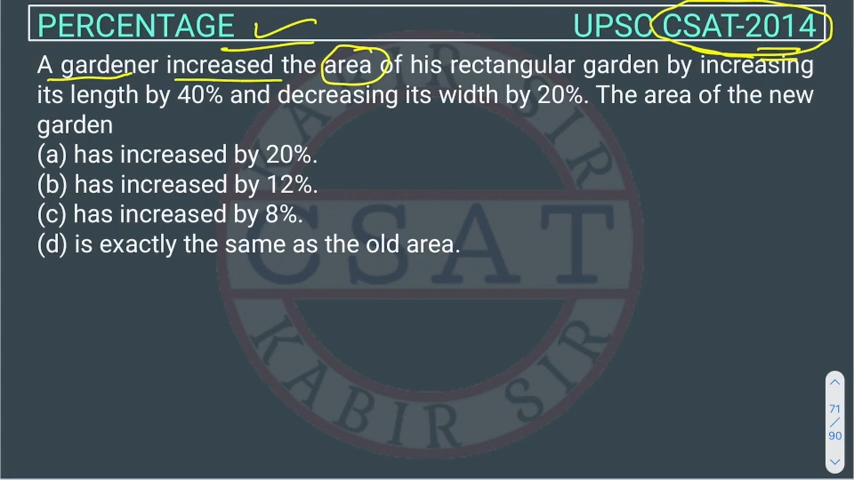 PERCENTAGE UPSC CSAT-2014
A gardener increased the area of his rectangular garden by increasing
its length by 40% and decreasing its width by 20%. The area of the new
garden
(a) has increased by 20%.
(b) has increased by 12%.
(c) has increased by 8%.
(d) is exactly the same as the old area.
KABIR SIR
CSAT
KABIR SIR
71
/
90